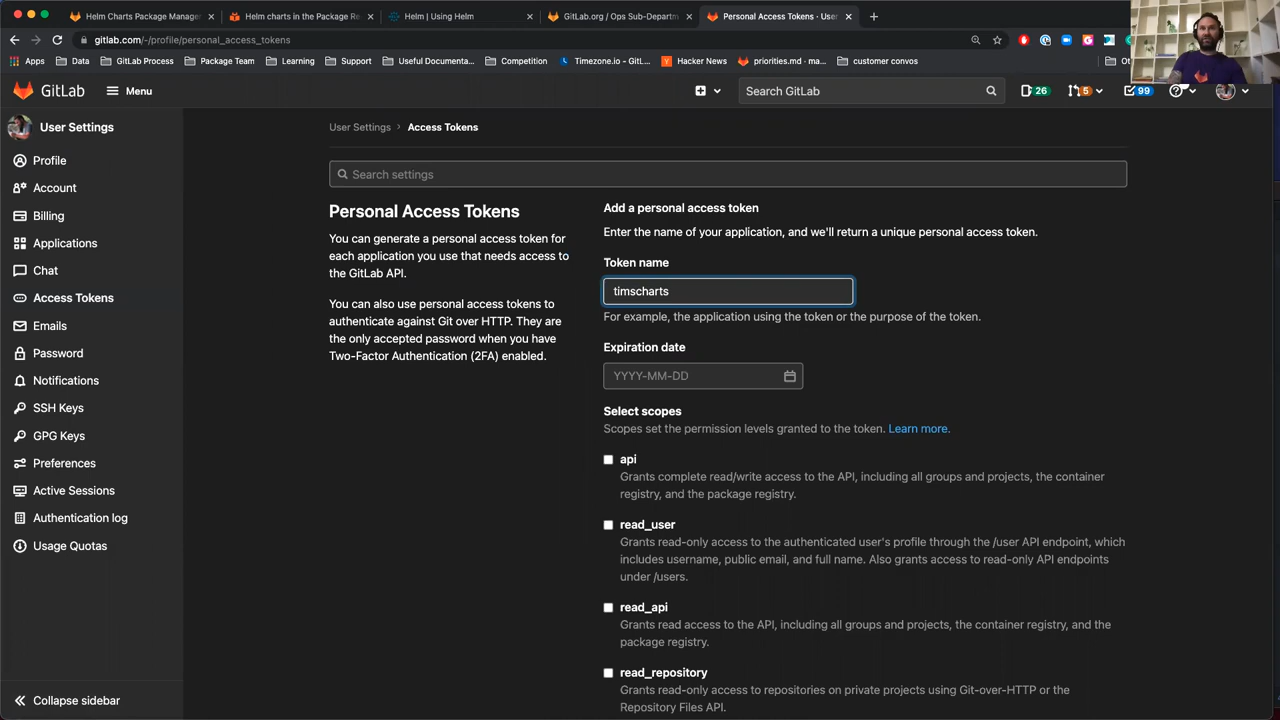 Helm Charts Package Manager
Helm charts in the Package Re
Helm | Using Helm
GitLab.org / Ops Sub-Departm
Personal Access Tokens · User
gitlab.com/-/profile/personal_access_tokens
Apps
Data
GitLab Process
Package Team
Learning
Support
Useful Documenta...
Competition
Timezone.io - GitL...
Hacker News
priorities.md · ma...
customer convos
GitLab
Menu
Search GitLab
26
5
99
User Settings
Profile
Account
Billing
Applications
Chat
Access Tokens
Emails
Password
Notifications
SSH Keys
GPG Keys
Preferences
Active Sessions
Authentication log
Usage Quotas
Collapse sidebar
User Settings > Access Tokens
Search settings
Personal Access Tokens
You can generate a personal access token for
each application you use that needs access to
the GitLab API.
You can also use personal access tokens to
authenticate against Git over HTTP. They are
the only accepted password when you have
Two-Factor Authentication (2FA) enabled.
Add a personal access token
Enter the name of your application, and we'll return a unique personal access token.
Token name
timscharts
For example, the application using the token or the purpose of the token.
Expiration date
YYYY-MM-DD
Select scopes
Scopes set the permission levels granted to the token. Learn more.
api
Grants complete read/write access to the API, including all groups and projects, the container
registry, and the package registry.
read_user
Grants read-only access to the authenticated user's profile through the /user API endpoint, which
includes username, public email, and full name. Also grants access to read-only API endpoints
under /users.
read_api
Grants read access to the API, including all groups and projects, the container registry, and the
package registry.
read_repository
Grants read-only access to repositories on private projects using Git-over-HTTP or the
Repository Files API.